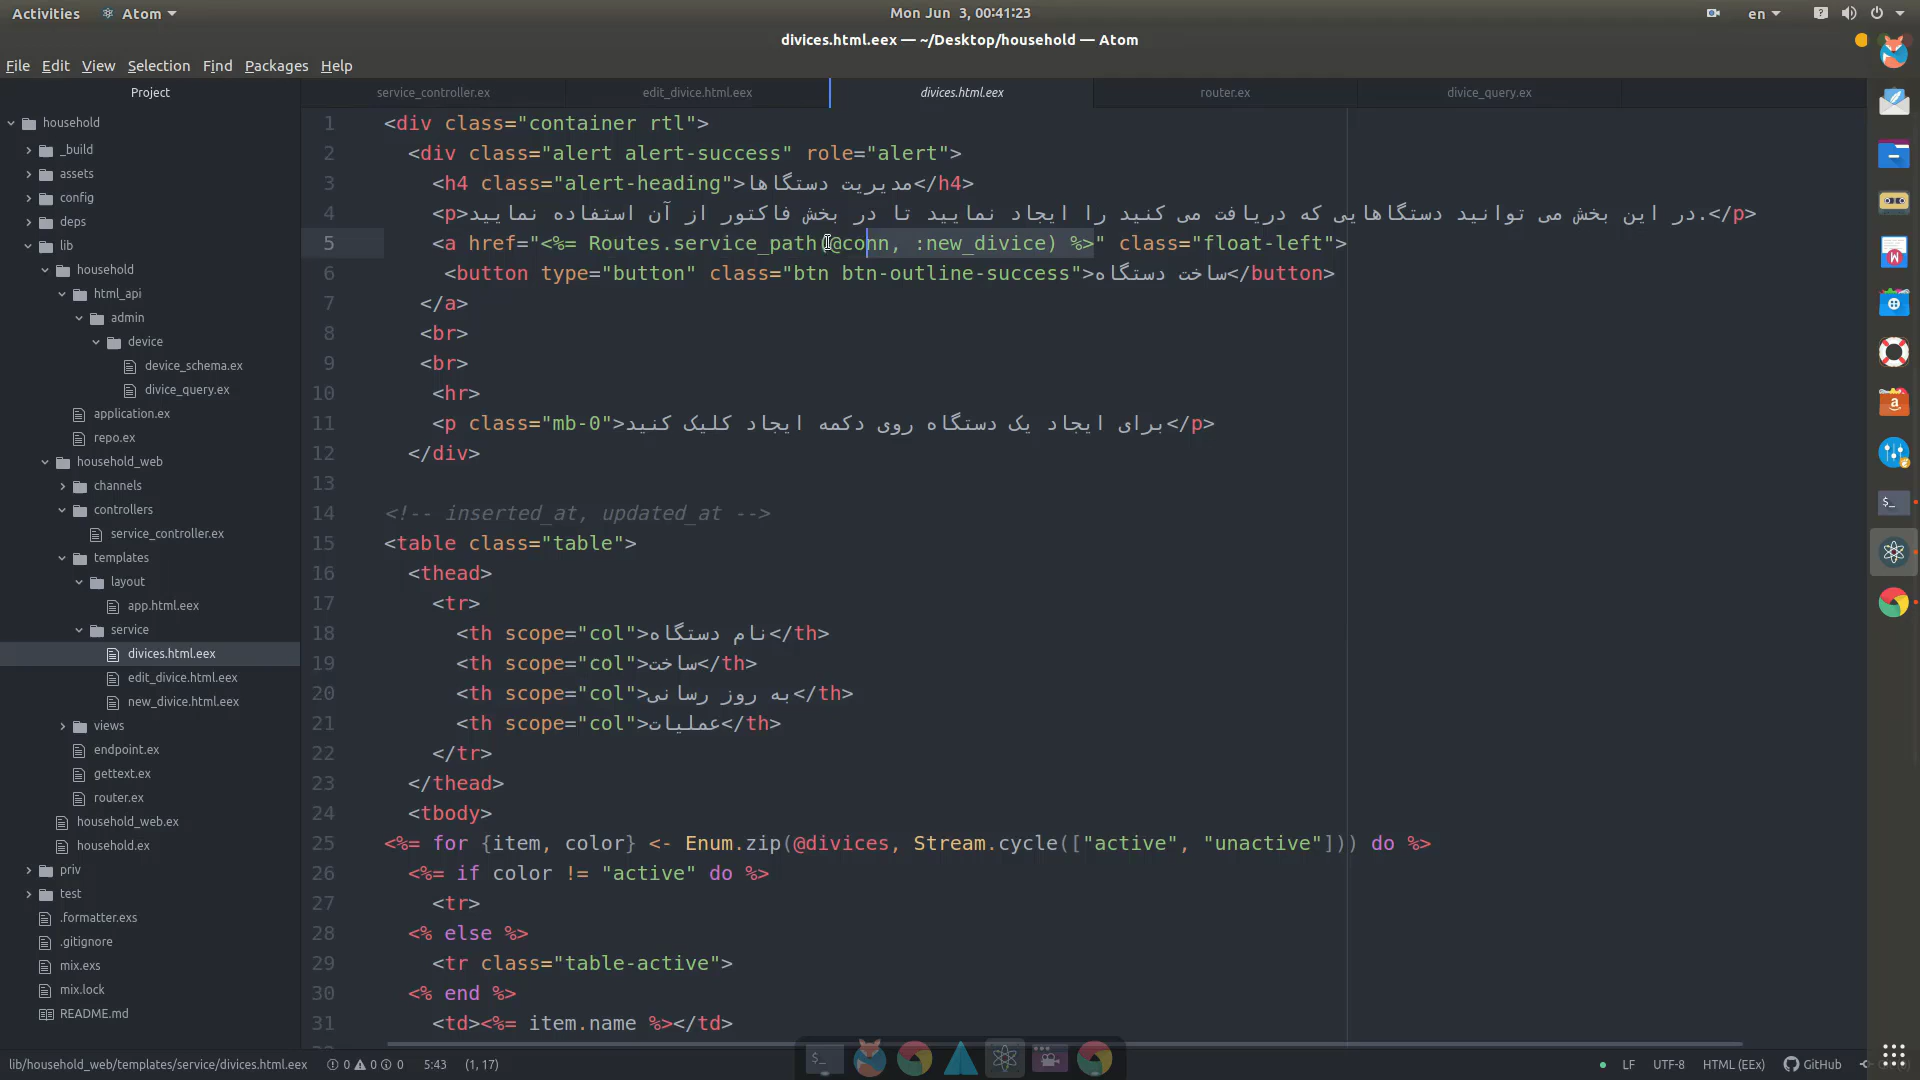 Activities
Atom
Mon Jun 3, 00:41:23
en
divices.html.eex — ~/Desktop/household — Atom
File Edit View Selection Find Packages Help
Project
service_controller.ex
edit_divice.html.eex
divices.html.eex
router.ex
divice_query.ex
household
_build
assets
config
deps
lib
household
html_api
admin
device
device_schema.ex
divice_query.ex
application.ex
repo.ex
household_web
channels
controllers
service_controller.ex
templates
layout
app.html.eex
service
divices.html.eex
edit_divice.html.eex
new_divice.html.eex
views
endpoint.ex
gettext.ex
router.ex
household_web.ex
household.ex
priv
test
.formatter.exs
.gitignore
mix.exs
mix.lock
README.md
1 <div class="container rtl">
2 <div class="alert alert-success" role="alert">
3 <h4 class="alert-heading">مدیریت دستگاها</h4>
4 <p>در این بخش می توانید دستگاهایی که دریافت می کنید را ایجاد نمایید تا در بخش فاکتور از آن استفاده نمایید.</p>
5 <a href="<%= Routes.service_path(@conn, :new_divice) %>" class="float-left">
6 <button type="button" class="btn btn-outline-success">ساخت دستگاه</button>
7 </a>
8 <br>
9 <br>
10 <hr>
11 <p class="mb-0">برای ایجاد یک دستگاه روی دکمه ایجاد کلیک کنید</p>
12 </div>
13
14 <!-- inserted_at, updated_at -->
15 <table class="table">
16 <thead>
17 <tr>
18 <th scope="col">نام دستگاه</th>
19 <th scope="col">ساخت</th>
20 <th scope="col">به روز رسانی</th>
21 <th scope="col">عملیات</th>
22 </tr>
23 </thead>
24 <tbody>
25 <%= for {item, color} <- Enum.zip(@divices, Stream.cycle(["active", "unactive"])) do %>
26 <%= if color != "active" do %>
27 <tr>
28 <% else %>
29 <tr class="table-active">
30 <% end %>
31 <td><%= item.name %></td>
lib/household_web/templates/service/divices.html.eex
0 0 0
5:43
(1, 17)
LF
UTF-8
HTML (EEx)
GitHub